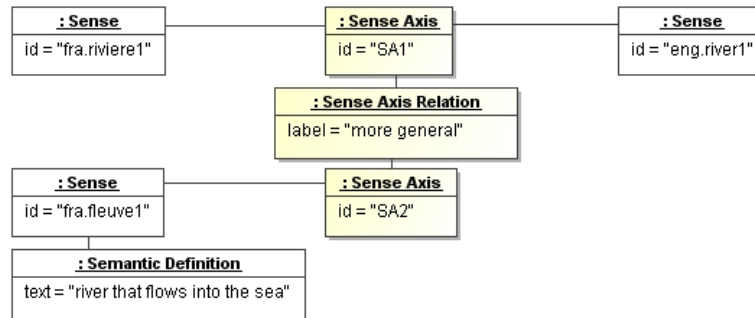 : Sense
id = "fra.riviere1"
: Sense Axis
id = "SA1"
: Sense
id = "eng.river1"
: Sense Axis Relation
label = "more general"
: Sense
id = "fra.fleuve1"
: Sense Axis
id = "SA2"
: Semantic Definition
text = "river that flows into the sea"